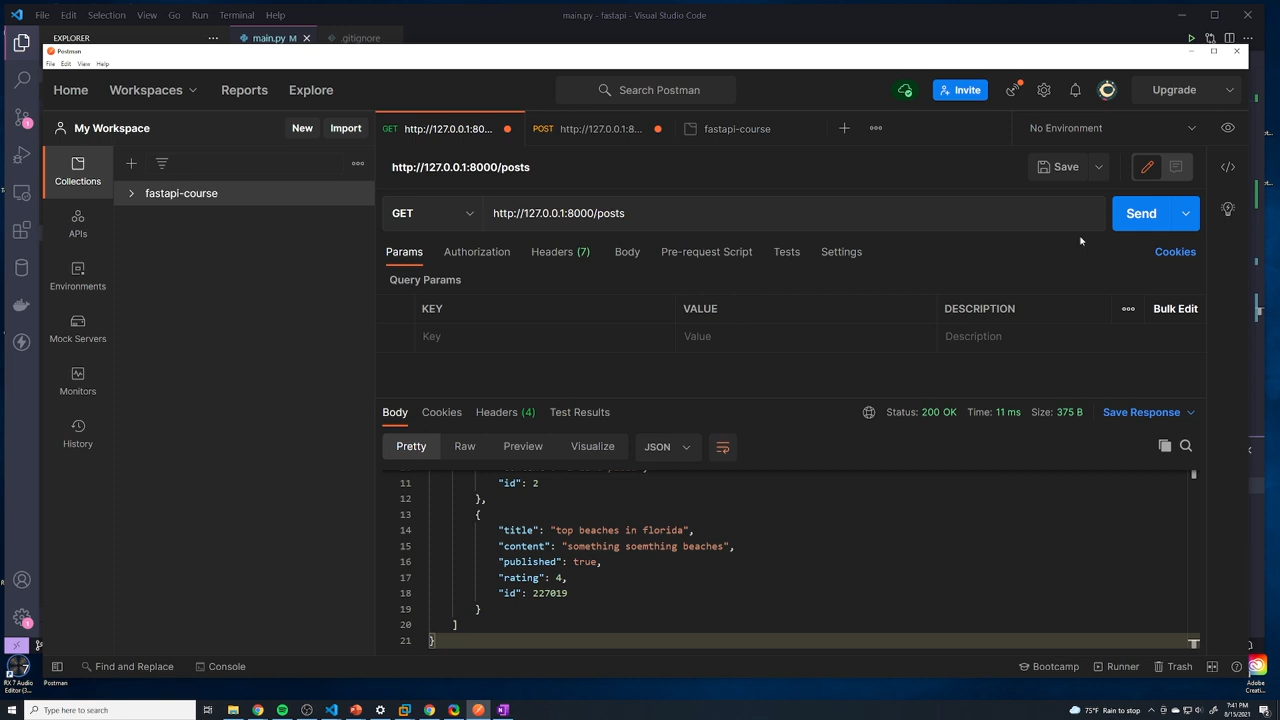 File Edit Selection View Go Run Terminal Help main.py - fastapi - Visual Studio Code
EXPLORER main.py M .gitignore
Postman
File Edit View Help
Home Workspaces Reports Explore Search Postman Invite Upgrade
My Workspace New Import GET http://127.0.0.1:80... POST http://127.0.0.1:8... fastapi-course No Environment
Collections
fastapi-course
APIs
Environments
Mock Servers
Monitors
History
http://127.0.0.1:8000/posts Save
GET http://127.0.0.1:8000/posts Send
Params Authorization Headers (7) Body Pre-request Script Tests Settings Cookies
Query Params
KEY VALUE DESCRIPTION Bulk Edit
Key Value Description
Body Cookies Headers (4) Test Results Status: 200 OK Time: 11 ms Size: 375 B Save Response
Pretty Raw Preview Visualize JSON
11 "id": 2
12 },
13 {
14 "title": "top beaches in florida",
15 "content": "something soemthing beaches",
16 "published": true,
17 "rating": 4,
18 "id": 227019
19 }
20 ]
21 }
Find and Replace Console Bootcamp Runner Trash
RX 7 Audio Editor (3... Postman Adobe Creati...
Type here to search 75°F Rain to stop 7:41 PM 8/15/2021